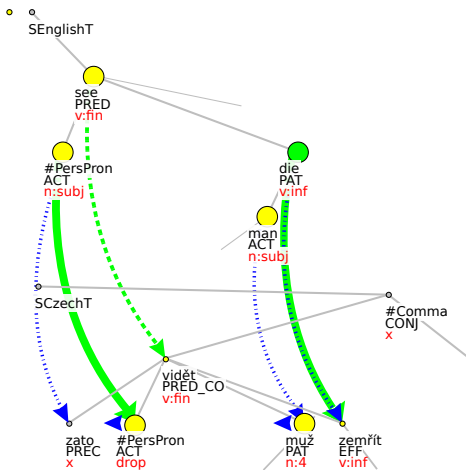 SEnglishT
see
PRED
v:fin
#PersPron
ACT
n:subj
die
PAT
v:inf
man
ACT
n:subj
SCzechT
#Comma
CONJ
x
vidět
PRED_CO
v:fin
zato
PREC
x
#PersPron
ACT
drop
muž
PAT
n:4
zemřít
EFF
v:inf